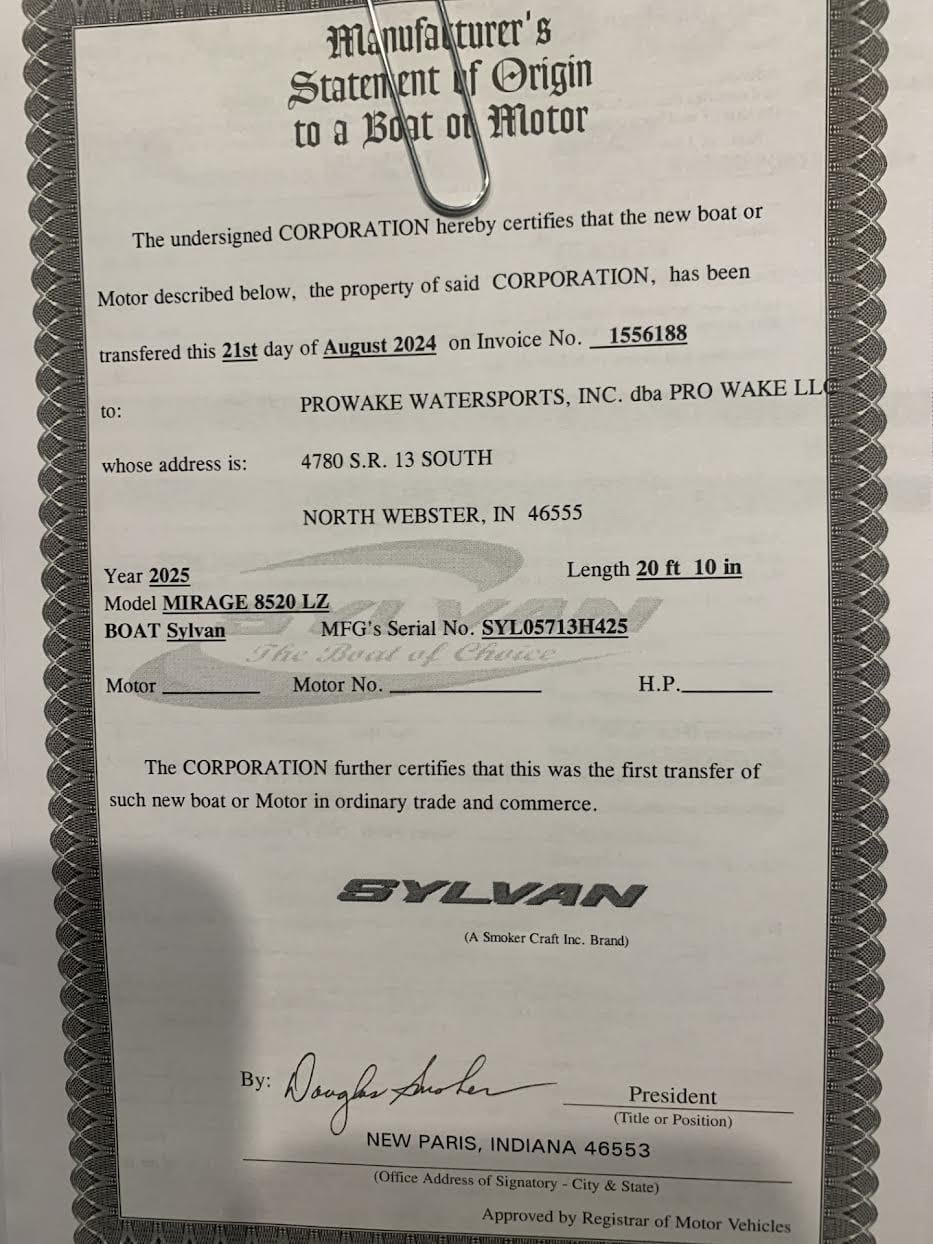 Manufacturer's
Statement of Origin
to a Boat or Motor
The undersigned CORPORATION hereby certifies that the new boat or
Motor described below, the property of said CORPORATION, has been
transfered this 21st day of August 2024 on Invoice No. 1556188
to: PROWAKE WATERSPORTS, INC. dba PRO WAKE LLC
whose address is: 4780 S.R. 13 SOUTH
NORTH WEBSTER, IN 46555
Year 2025 Length 20 ft 10 in
Model MIRAGE 8520 LZ
BOAT Sylvan MFG's Serial No. SYL05713H425
SYLVAN
The Boat of Choice
Motor Motor No. H.P.
The CORPORATION further certifies that this was the first transfer of
such new boat or Motor in ordinary trade and commerce.
SYLVAN
(A Smoker Craft Inc. Brand)
By: Douglas Smoker President
(Title or Position)
NEW PARIS, INDIANA 46553
(Office Address of Signatory - City & State)
Approved by Registrar of Motor Vehicles